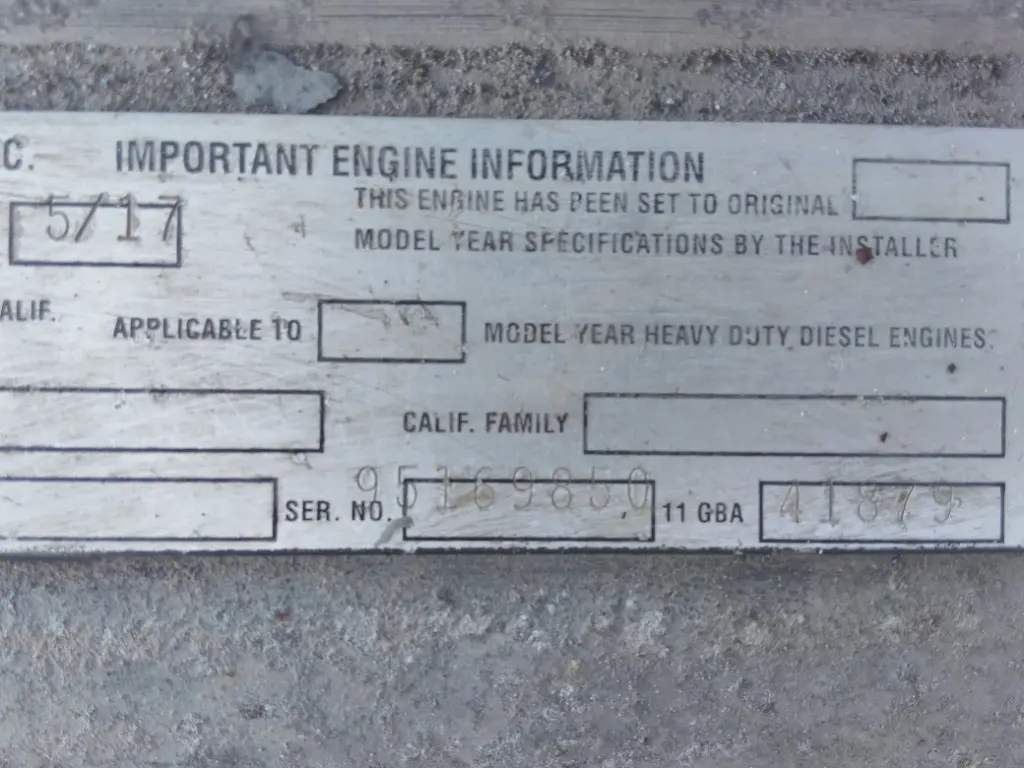 C. IMPORTANT ENGINE INFORMATION
5/17 THIS ENGINE HAS BEEN SET TO ORIGINAL
MODEL YEAR SPECIFICATIONS BY THE INSTALLER
ALIF. APPLICABLE TO MODEL YEAR HEAVY DUTY DIESEL ENGINES.
CALIF. FAMILY
SER. NO. 95169850 11 GBA 41879